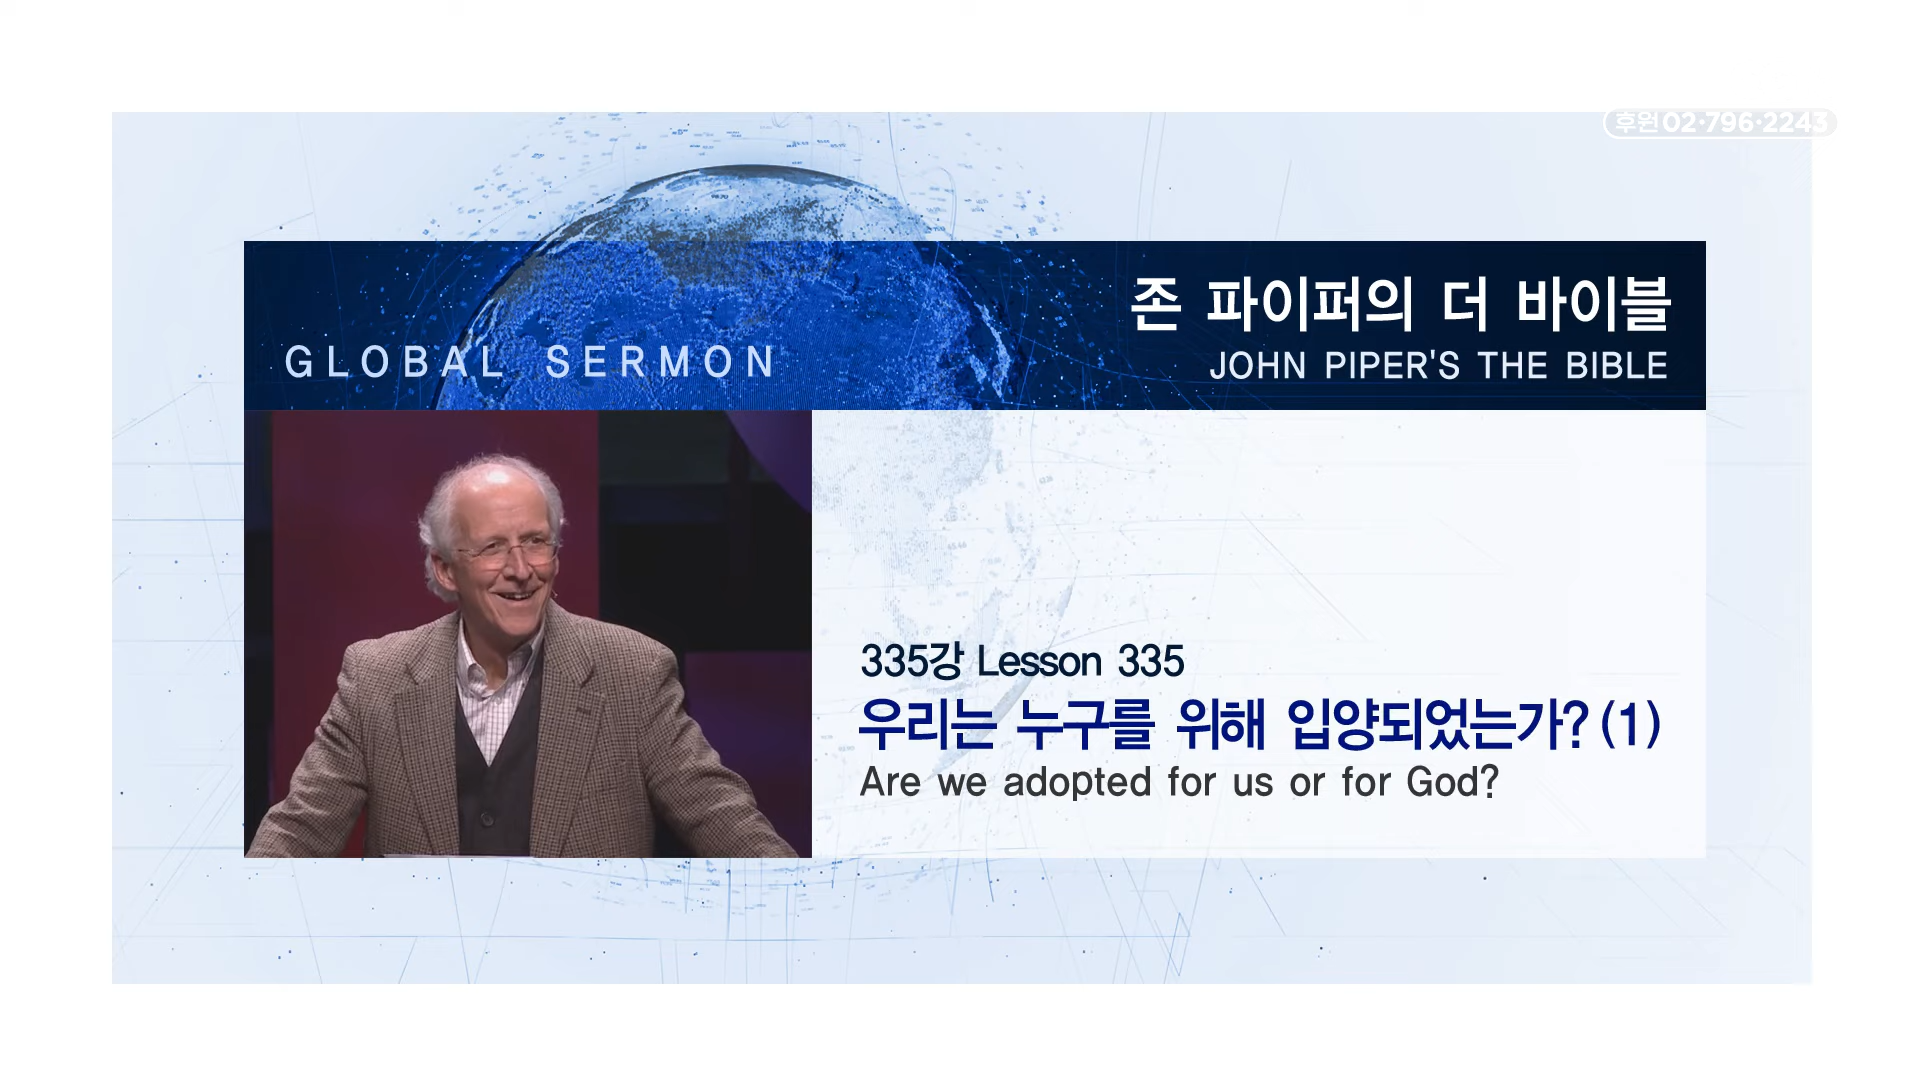 후원 02·796·2243
존 파이퍼의 더 바이블
GLOBAL SERMON
JOHN PIPER'S THE BIBLE
335강 Lesson 335
우리는 누구를 위해 입양되었는가? (1)
Are we adopted for us or for God?